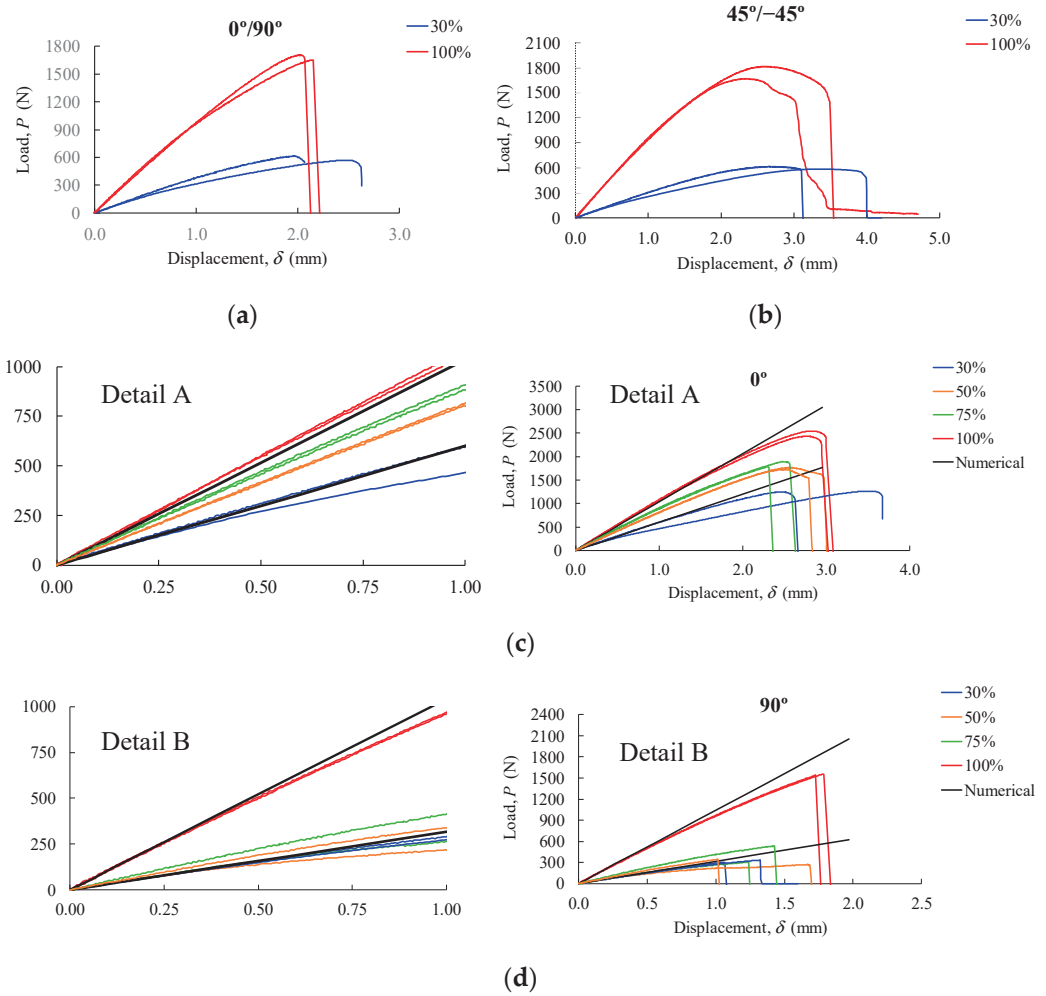 0º/90º
30%
100%
1800
1500
1200
900
600
300
0
Load, P (N)
0.0 1.0 2.0 3.0
Displacement, δ (mm)
(a)
45º/−45º
30%
100%
2100
1800
1500
1200
900
600
300
0
Load, P (N)
0.0 1.0 2.0 3.0 4.0 5.0
Displacement, δ (mm)
(b)
Detail A
1000
750
500
250
0
0.00 0.25 0.50 0.75 1.00
Detail A
0º
30%
50%
75%
100%
Numerical
3500
3000
2500
2000
1500
1000
500
0
Load, P (N)
0.0 1.0 2.0 3.0 4.0
Displacement, δ (mm)
(c)
Detail B
1000
750
500
250
0
0.00 0.25 0.50 0.75 1.00
90º
Detail B
30%
50%
75%
100%
Numerical
2400
2100
1800
1500
1200
900
600
300
0
Load, P (N)
0.0 0.5 1.0 1.5 2.0 2.5
Displacement, δ (mm)
(d)